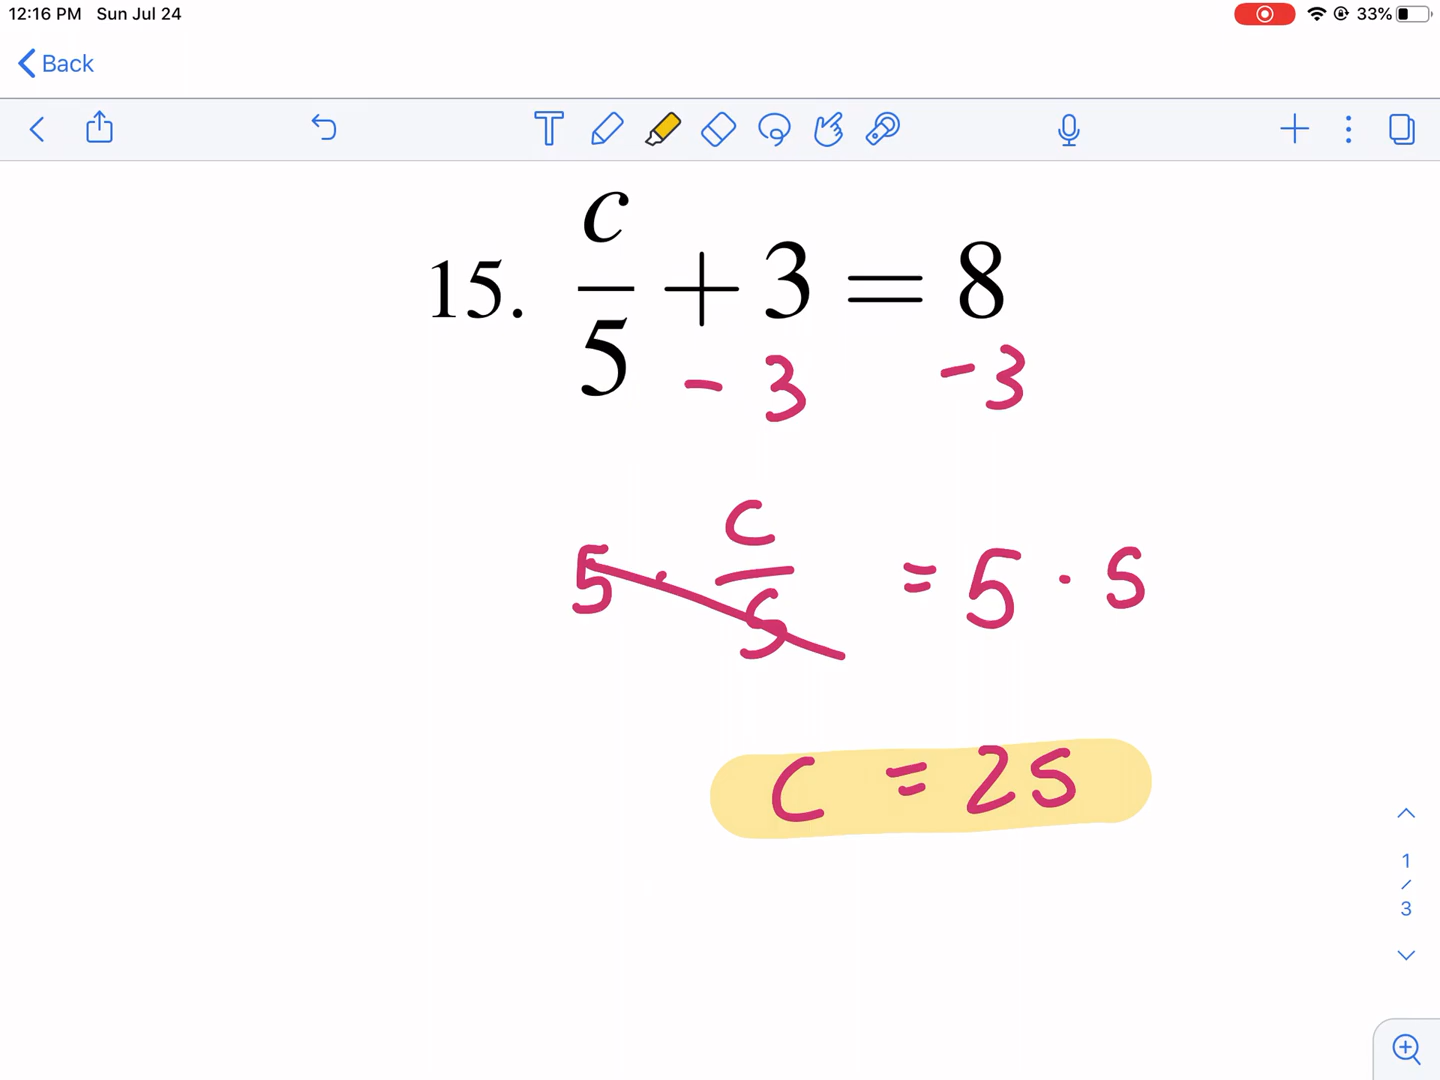 12:16 PM Sun Jul 24 33%
Back
T
15. c/5 + 3 = 8
- 3 -3
5 · c/5 = 5 · 5
c = 25
1
/
3